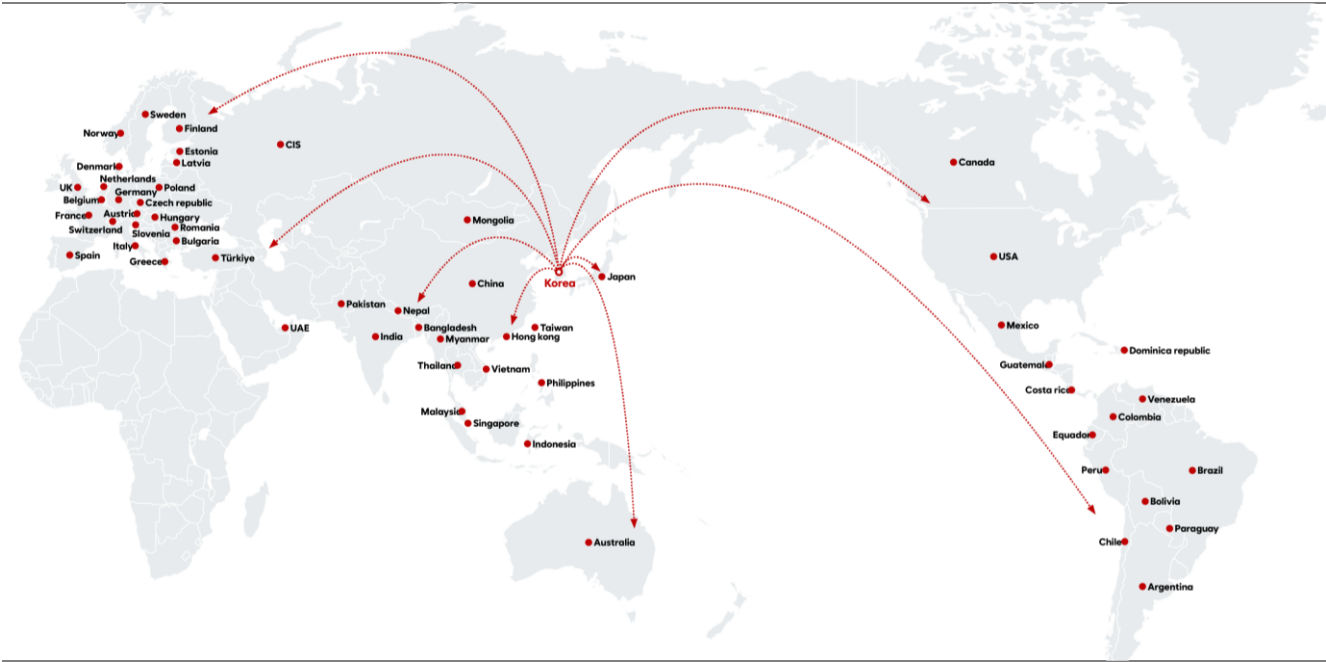 Sweden
Norway
Finland
CIS
Estonia
Latvia
Denmark
Netherlands
UK
Poland
Germany
Belgium
Czech republic
France
Austria
Hungary
Switzerland
Slovenia
Romania
Bulgaria
Italy
Spain
Greece
Türkiye
Mongolia
China
Korea
Japan
Pakistan
Nepal
UAE
India
Bangladesh
Myanmar
Taiwan
Hong kong
Thailand
Vietnam
Philippines
Malaysia
Singapore
Indonesia
Australia
Canada
USA
Mexico
Dominica republic
Guatemala
Costa rica
Venezuela
Colombia
Equador
Peru
Brazil
Bolivia
Paraguay
Chile
Argentina